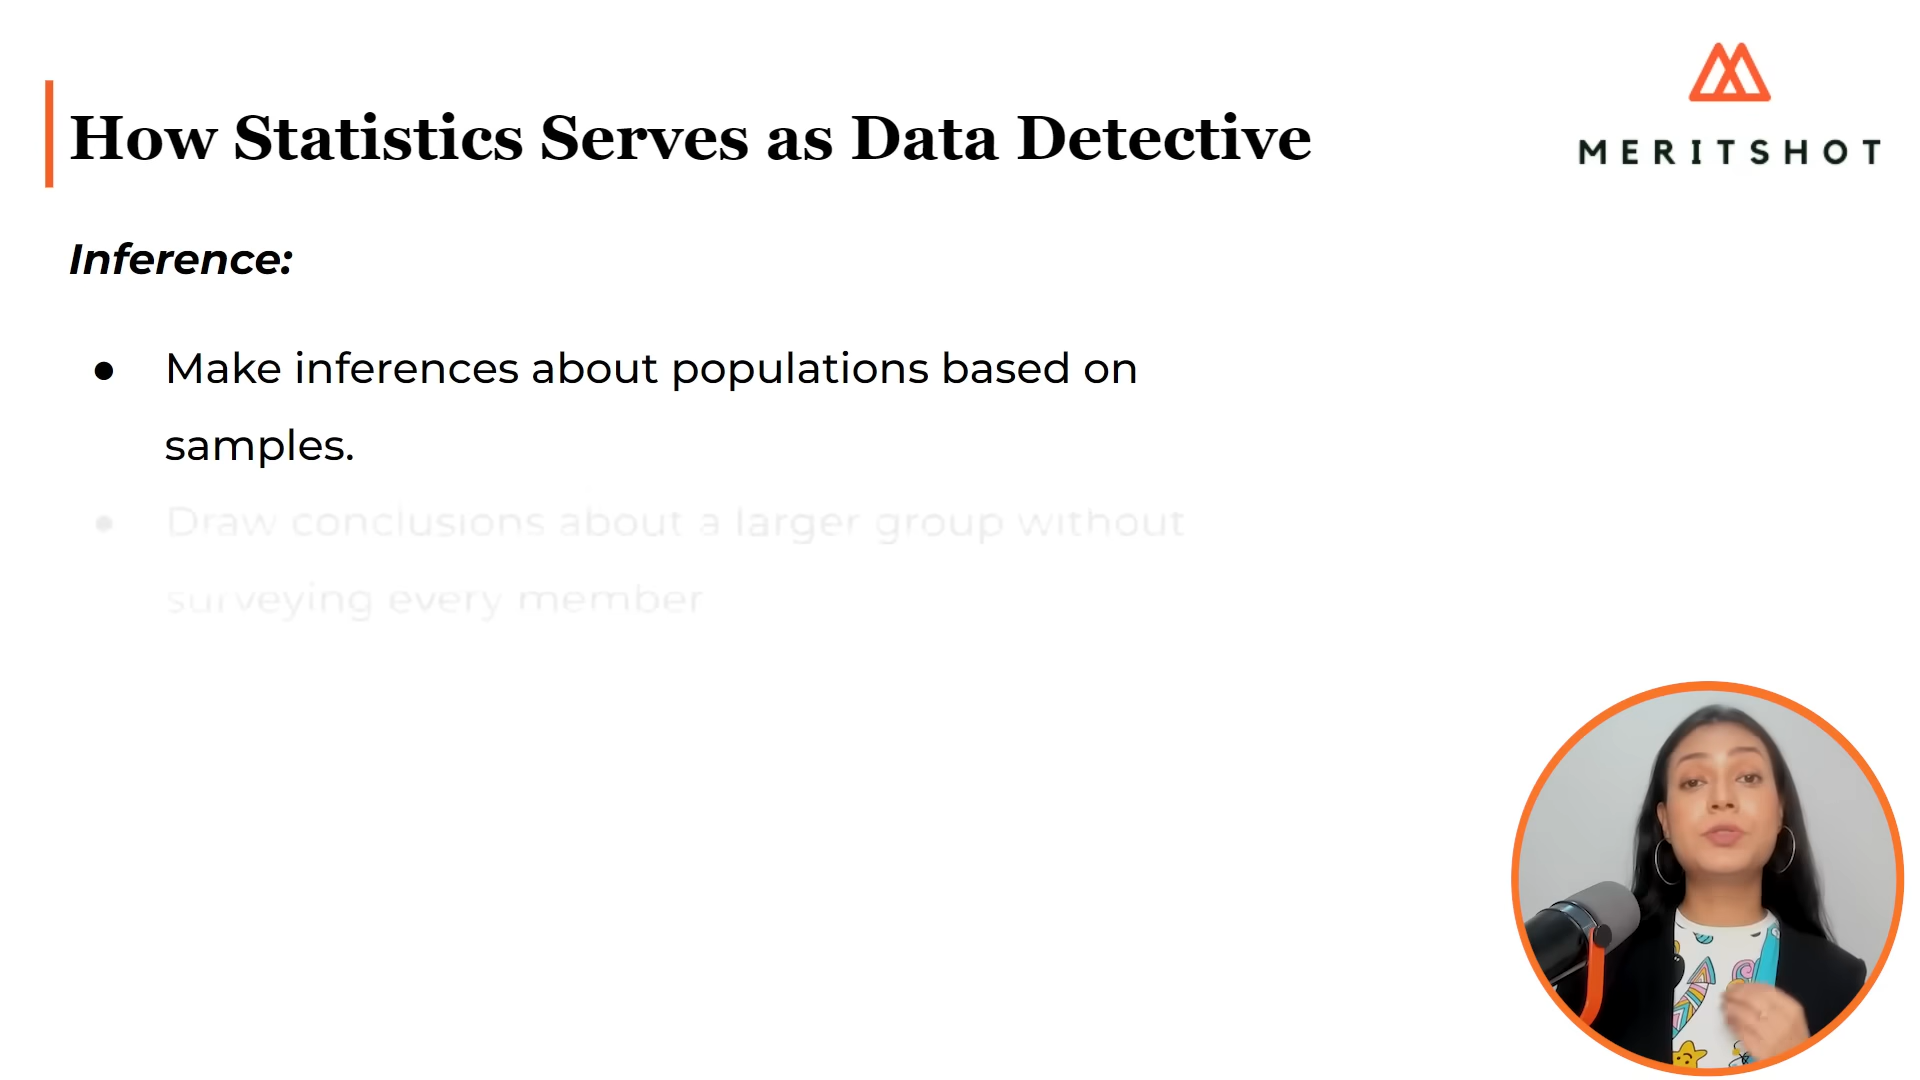 How Statistics Serves as Data Detective
MERITSHOT
Inference:
● Make inferences about populations based on
samples.
● Draw conclusions about a larger group without
surveying every member